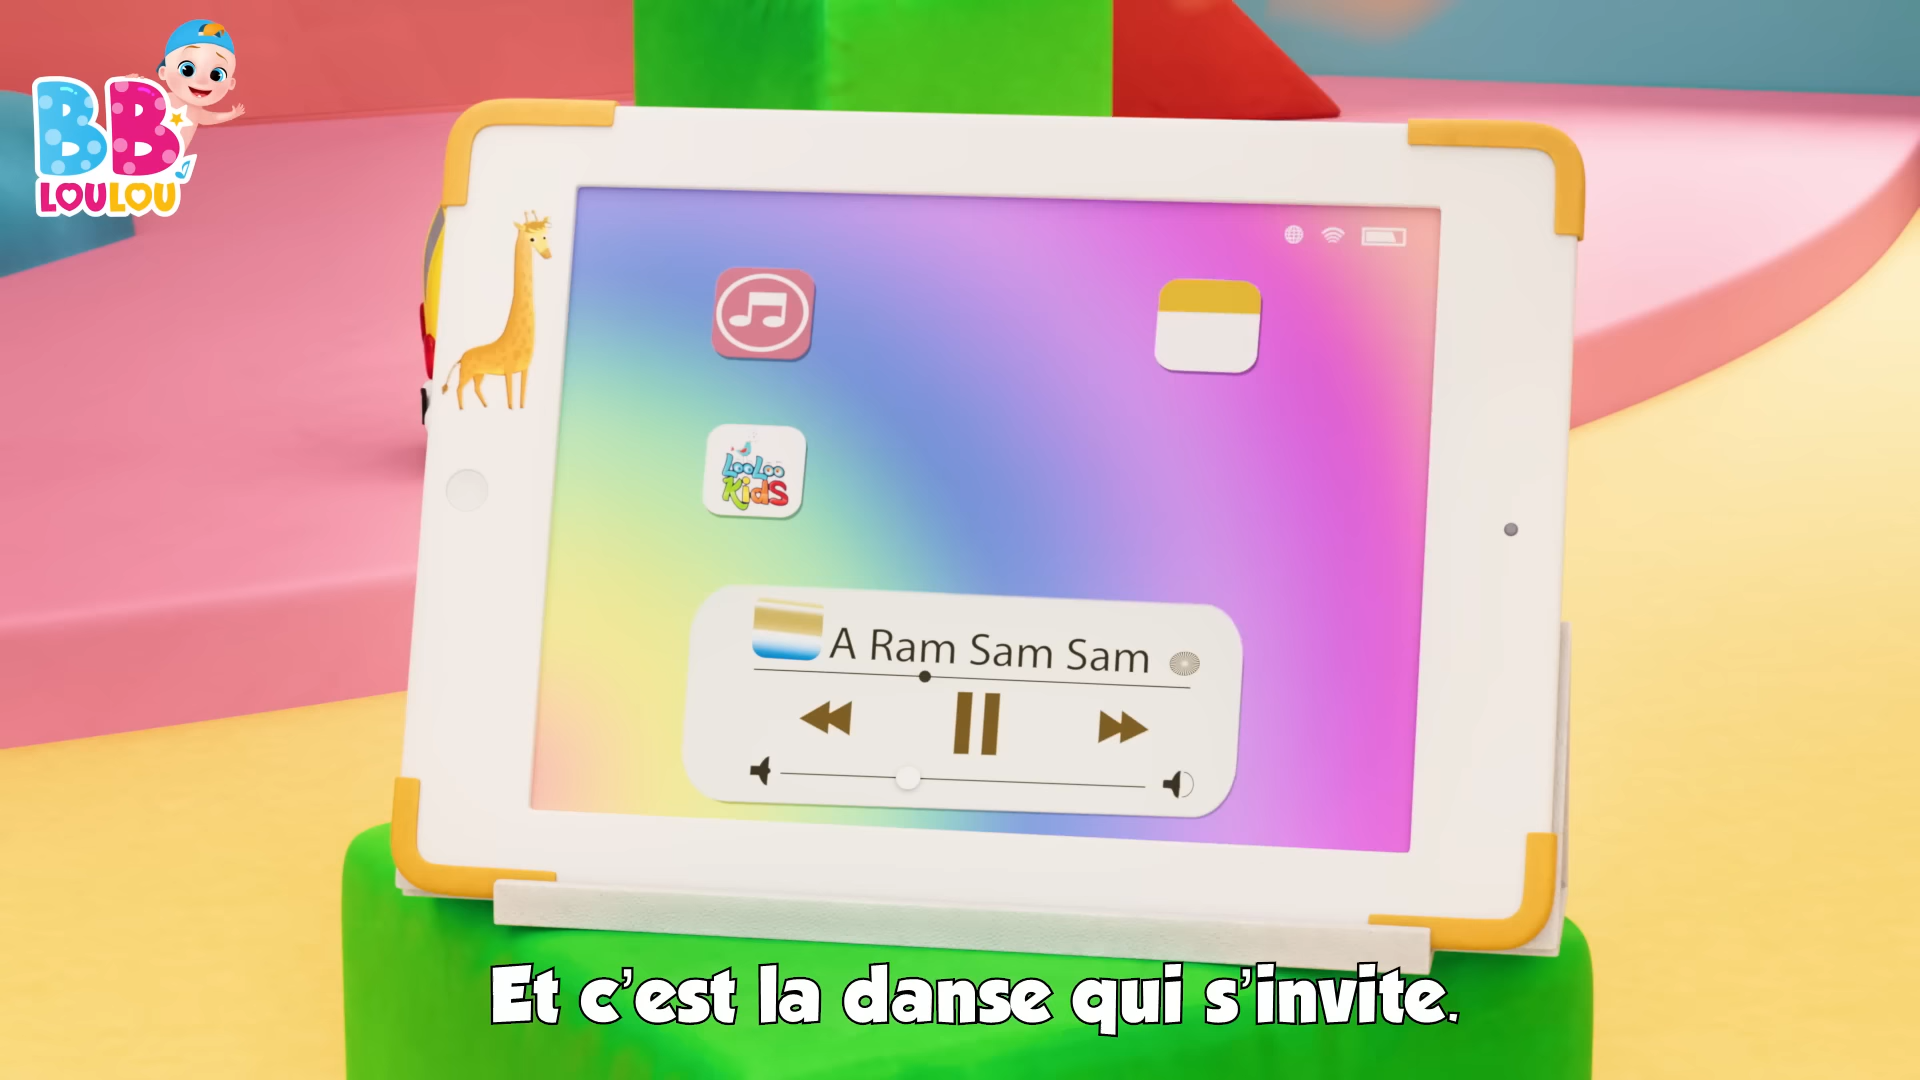 BB
LOULOU
LooLoo
Kids
A Ram Sam Sam
Et c'est la danse qui s'invite.